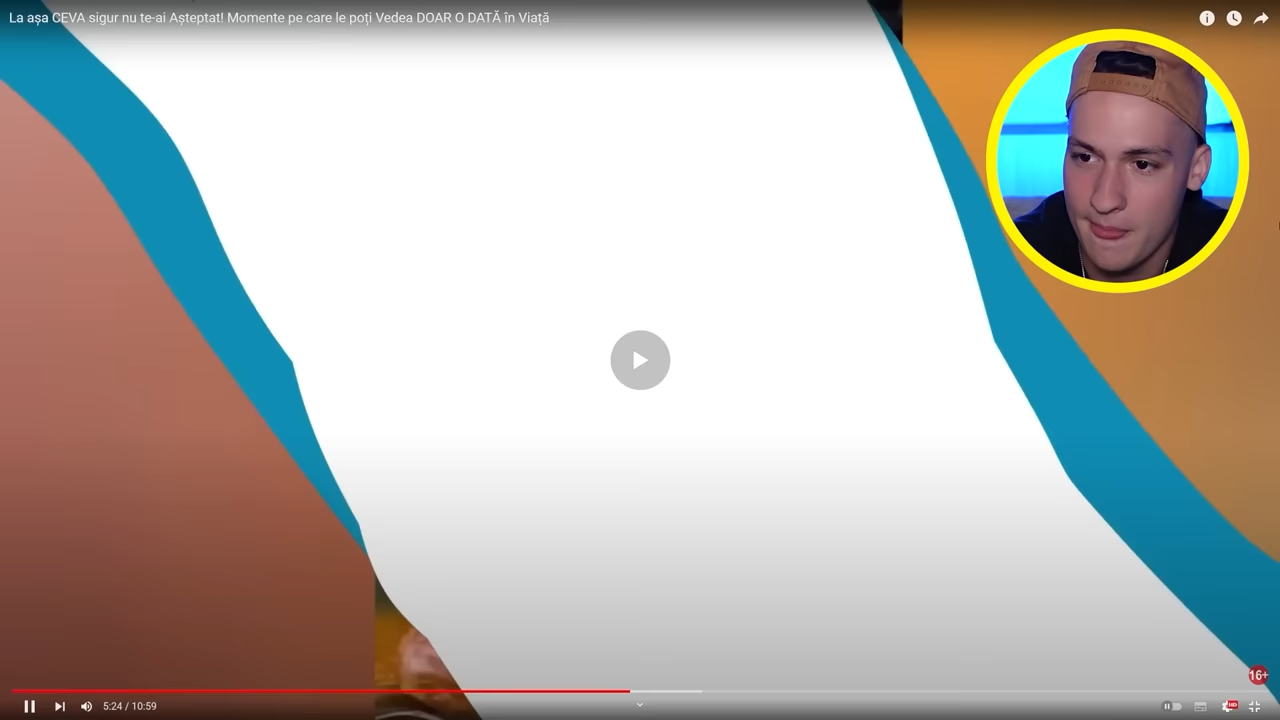 La așa CEVA sigur nu te-ai Așteptat! Momente pe care le poți Vedea DOAR O DATĂ în Viață
16+
5:24 / 10:59
HD